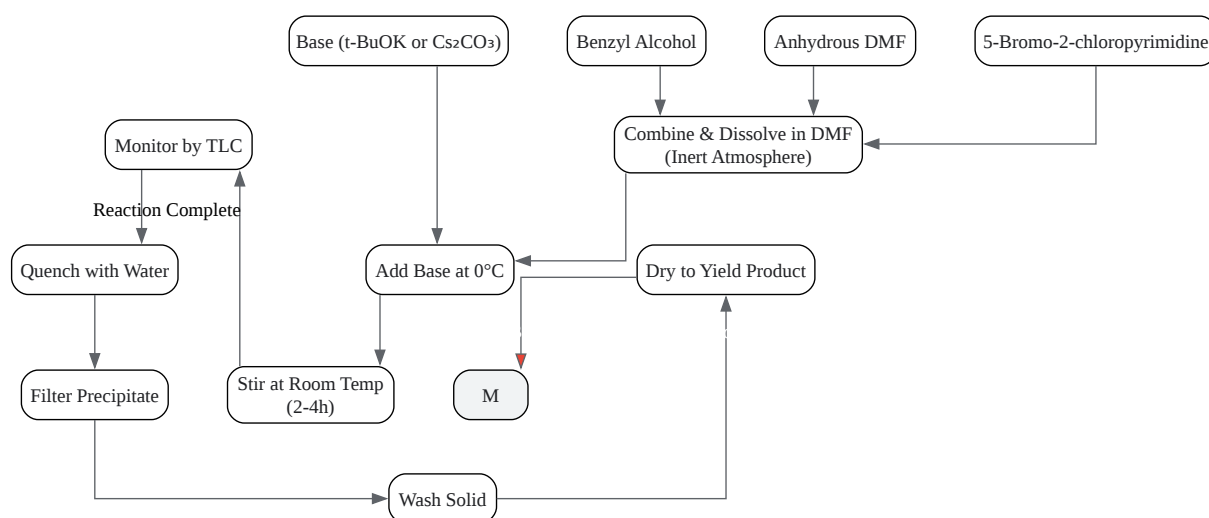 Base (t-BuOK or Cs₂CO₃)
Benzyl Alcohol
Anhydrous DMF
5-Bromo-2-chloropyrimidine
Combine & Dissolve in DMF
(Inert Atmosphere)
Monitor by TLC
Reaction Complete
Quench with Water
Add Base at 0°C
Dry to Yield Product
Filter Precipitate
Stir at Room Temp
(2-4h)
M
Wash Solid